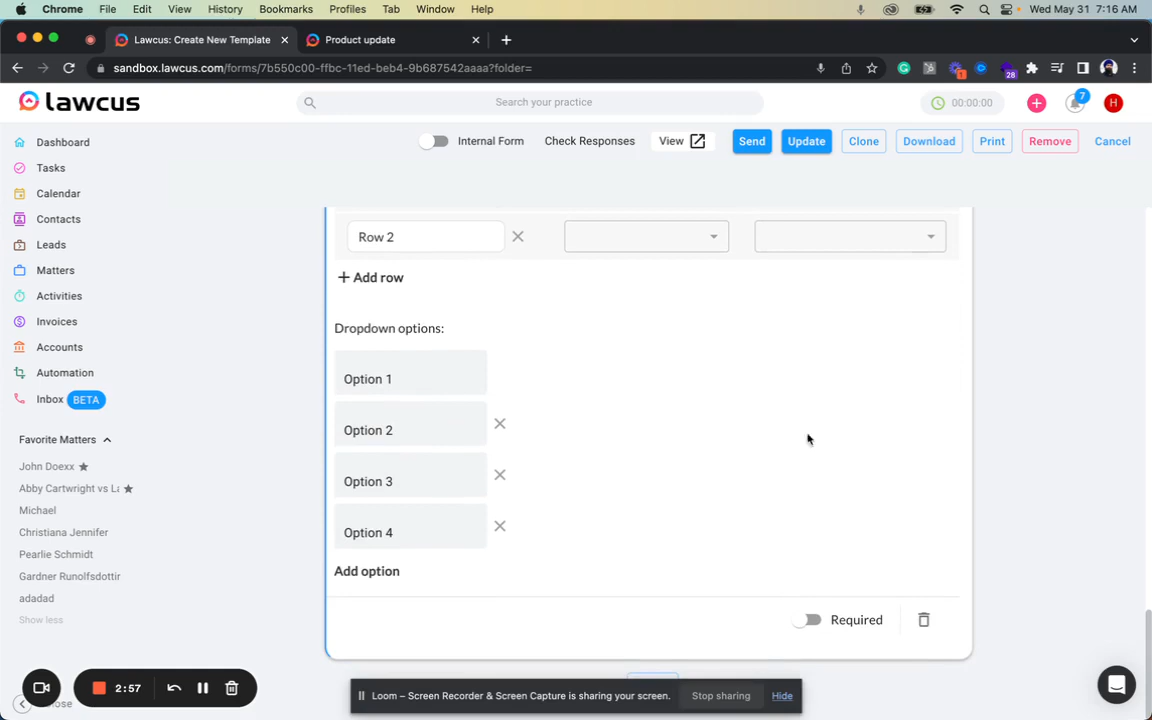 Chrome File Edit View History Bookmarks Profiles Tab Window Help Wed May 31 7:16 AM
Lawcus: Create New Template Product update
sandbox.lawcus.com/forms/7b550c00-ffbc-11ed-beb4-9b687542aaaa?folder= 1 28
lawcus Search your practice 00:00:00 7 H
Internal Form Check Responses View Send Update Clone Download Print Remove Cancel
Dashboard
Tasks
Calendar
Contacts
Leads
Matters
Activities
Invoices
Accounts
Automation
Inbox BETA
Favorite Matters
John Doexx
Abby Cartwright vs La
Michael
Christiana Jennifer
Pearlie Schmidt
Gardner Runolfsdottir
adadad
Show less
Row 2
+ Add row
Dropdown options:
Option 1
Option 2
Option 3
Option 4
Add option
Required
2:57
Loom – Screen Recorder & Screen Capture is sharing your screen. Stop sharing Hide